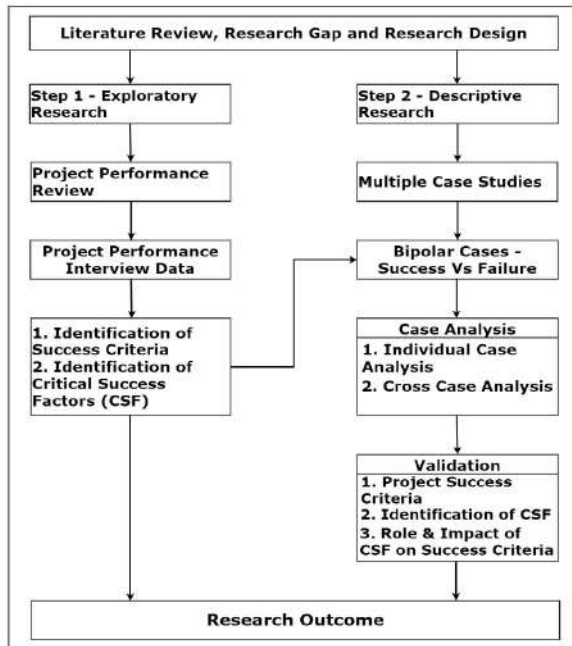 Literature Review, Research Gap and Research Design
Step 1 - Exploratory
Research
Project Performance
Review
Project Performance
Interview Data
1. Identification of
Success Criteria
2. Identification of
Critical Success
Factors (CSF)
Step 2 - Descriptive
Research
Multiple Case Studies
Bipolar Cases -
Success Vs Failure
Case Analysis
1. Individual Case
Analysis
2. Cross Case Analysis
Validation
1. Project Success
Criteria
2. Identification of CSF
3. Role & Impact of
CSF on Success Criteria
Research Outcome